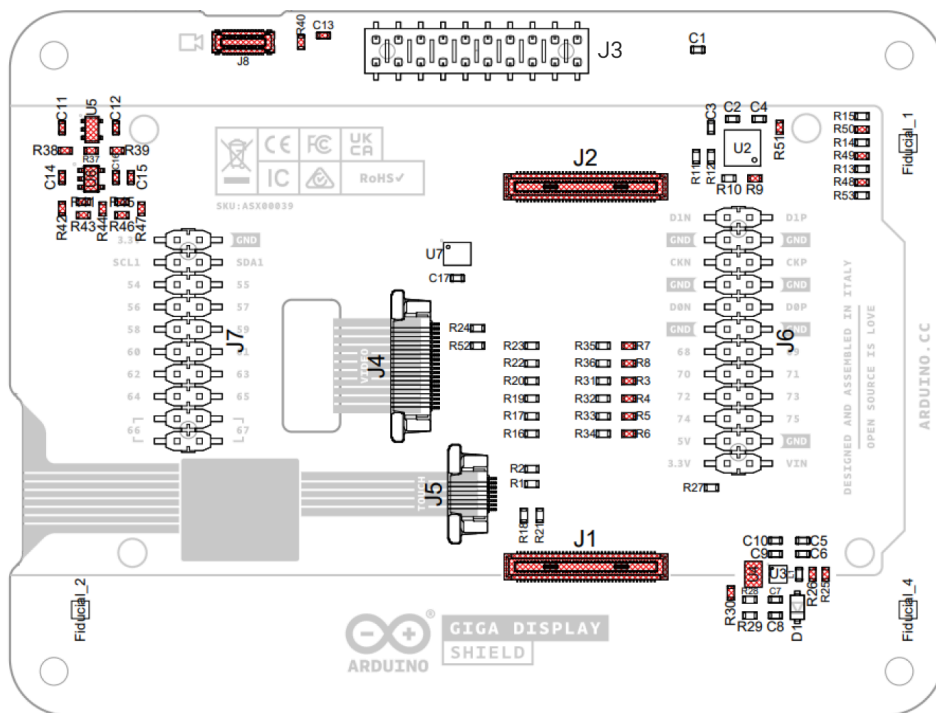 R40
C13
J8
J3
C1
C11
U5
C12
R38
R37
R39
C14
C16
C15
R42
R43
R44
R46
R47
CE FC UK CA
IC RoHS✓
SKU:ASX00039
J2
C3
C2
C4
R51
U2
R11
R12
R10
R9
R15
R50
R14
R49
R13
R48
R53
Fiducial_1
3.3V GND
SCL1 SDA1
54 55
56 57
58 59
60 61
62 63
64 65
66 67
J7
U7
C17
R24
R52
VIDEO
J4
TOUCH
J5
R23
R22
R20
R19
R17
R16
R2
R1
R18
R21
R35 R7
R36 R8
R31 R3
R32 R4
R33 R5
R34 R6
D1N D1P
GND GND
CKN CKP
GND GND
D0N D0P
GND GND
68 69
70 71
72 73
74 75
5V GND
3.3V VIN
J6
R27
DESIGNED AND ASSEMBLED IN ITALY
OPEN SOURCE IS LOVE
ARDUINO.CC
J1
C10
C5
C9
C6
U4
U3
R28
C7
R26
R25
R30
R29
C8
D1
Fiducial_2
Fiducial_4
ARDUINO
GIGA DISPLAY
SHIELD